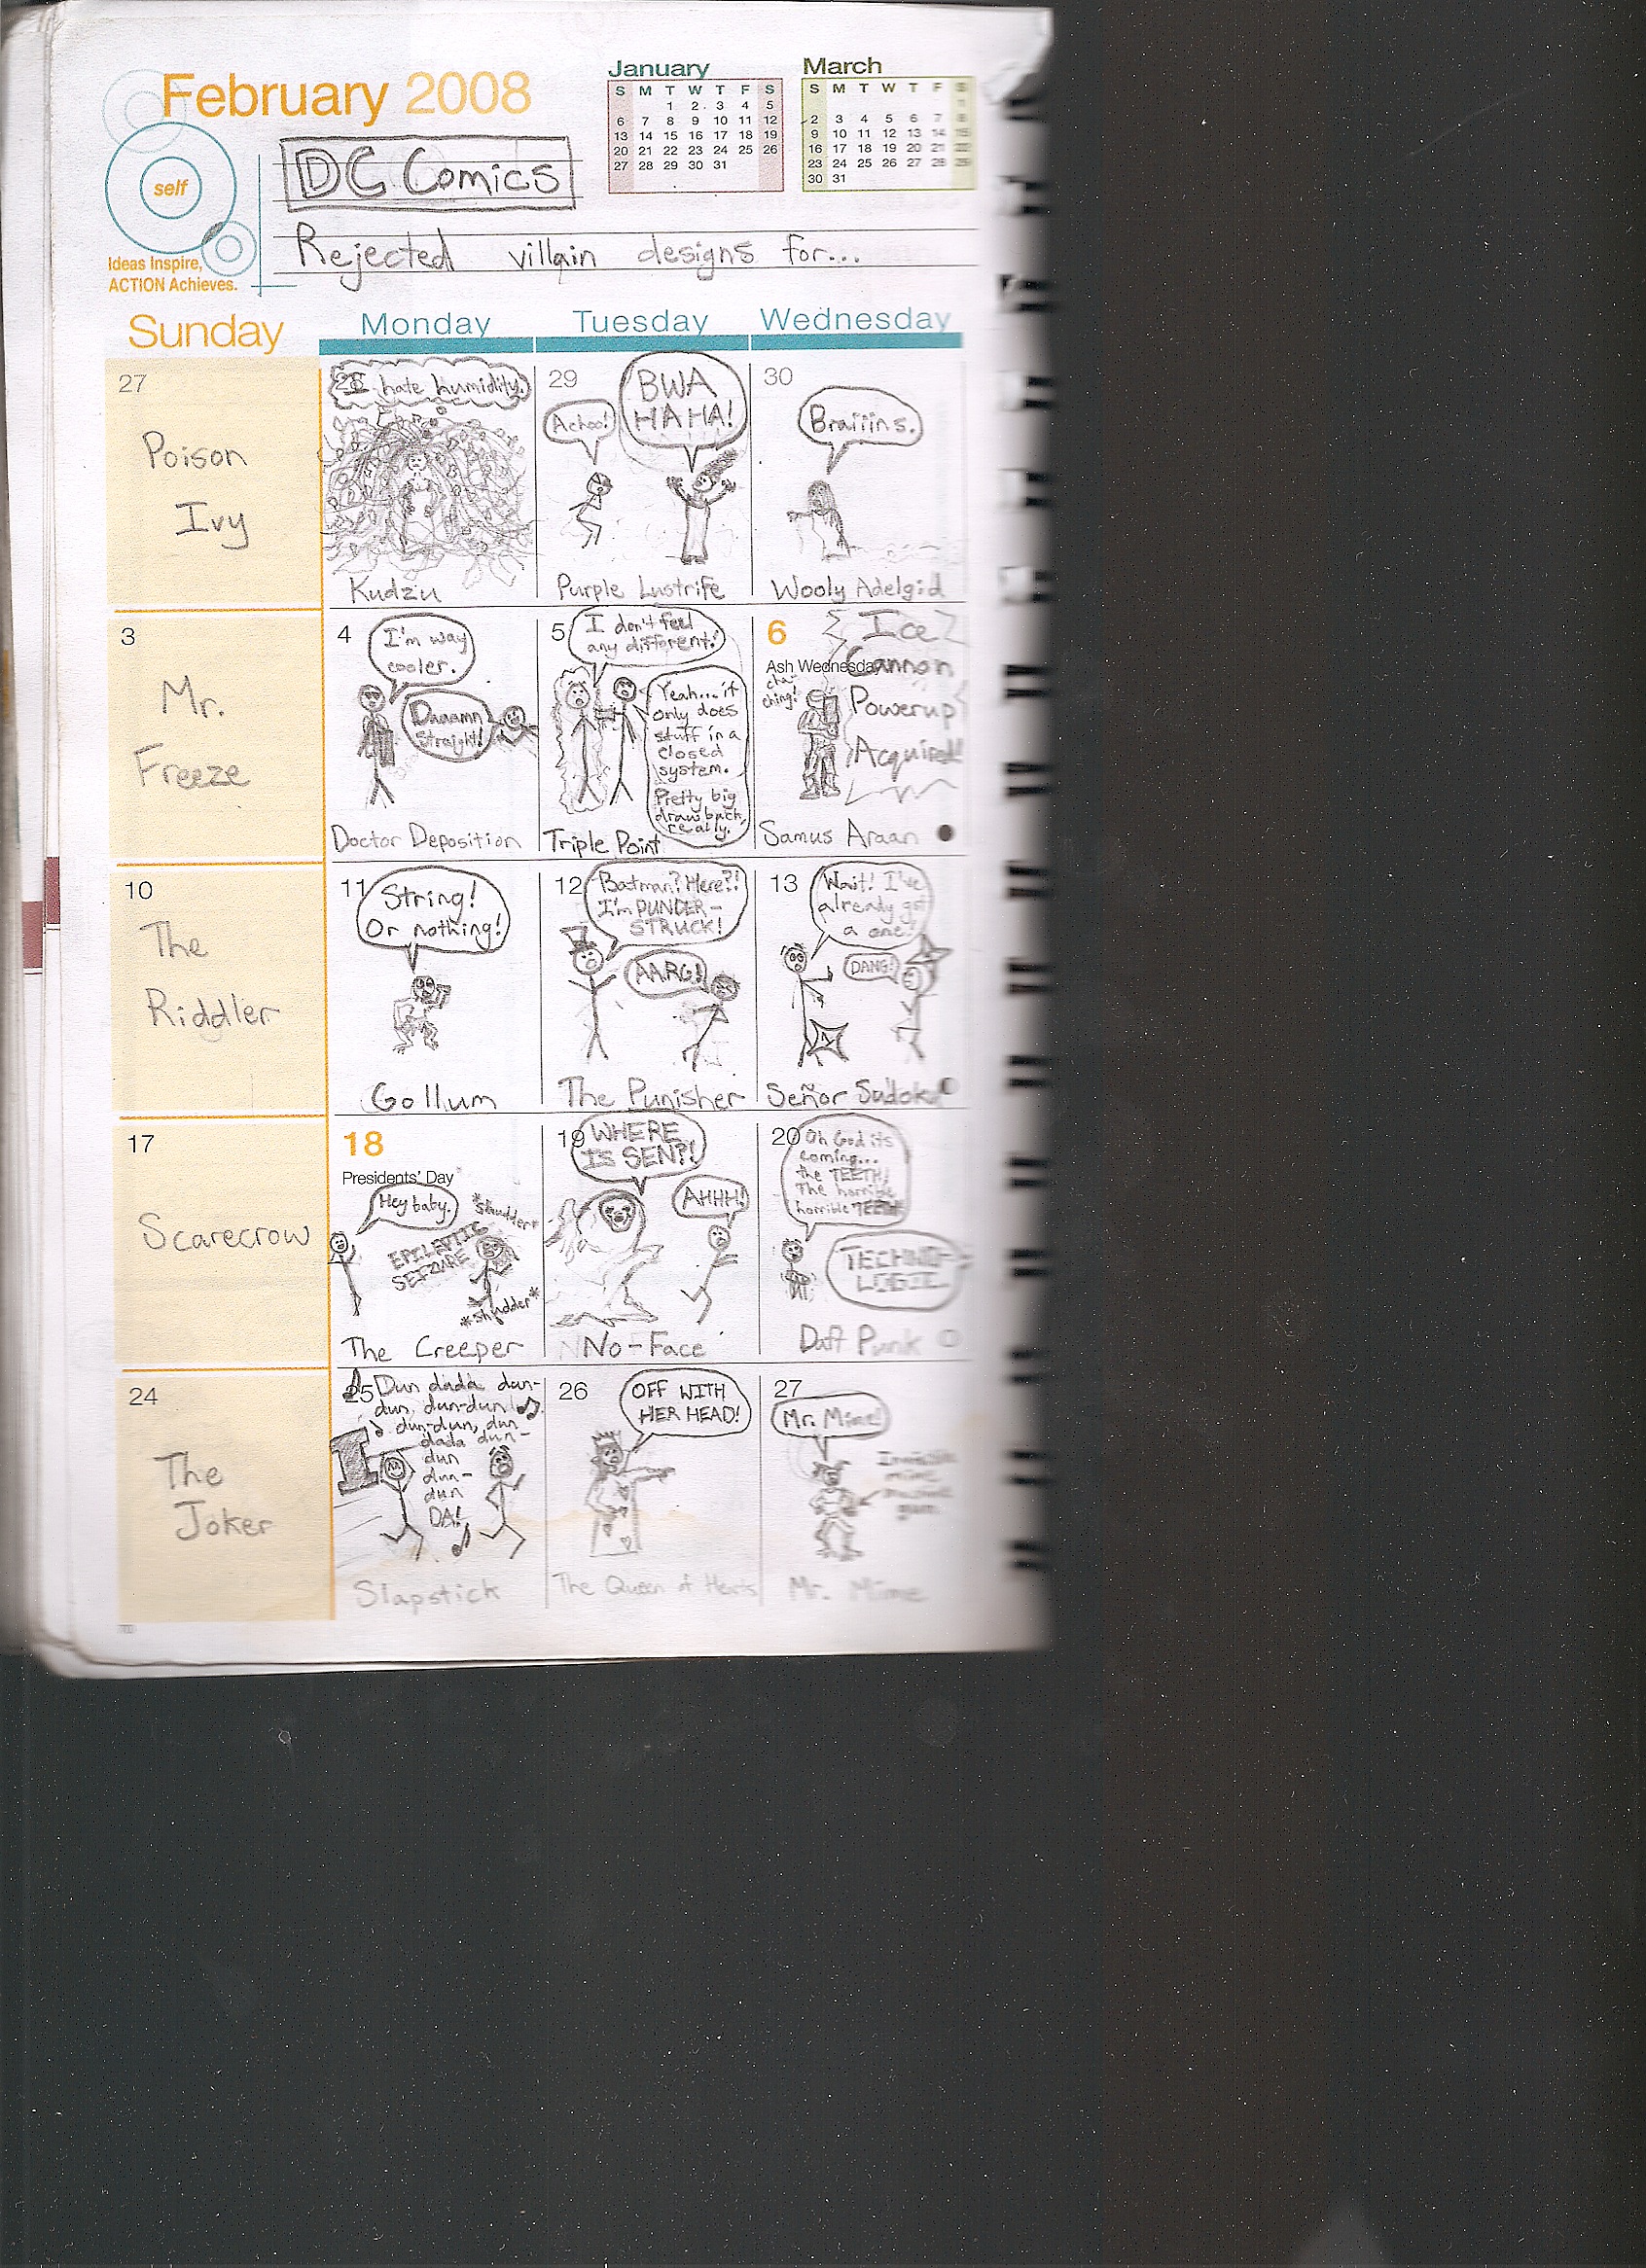 February 2008
self
Ideas Inspire,
ACTION Achieves.
DC Comics
Rejected villain designs for...
January
S M T W T F S
1 2 3 4 5
6 7 8 9 10 11 12
13 14 15 16 17 18 19
20 21 22 23 24 25 26
27 28 29 30 31
March
S M T W T F S
1
2 3 4 5 6 7 8
9 10 11 12 13 14 15
16 17 18 19 20 21 22
23 24 25 26 27 28 29
30 31
Sunday Monday Tuesday Wednesday
27
Poison
Ivy
28
I hate humidity.
Kudzu
29
Achoo!
BWA
HA HA!
Purple Lustrife
30
Braiiins.
Wooly Adelgid
3
Mr.
Freeze
4
I'm way
cooler.
Daaamn
Straight!
Doctor Deposition
5
I don't feel
any different!
Yeah... it
only does
stuff in a
closed
system.
Pretty big
drawback,
really.
Triple Point
6
Ash Wednesday
cha-
ching!
Ice
Cannon
Powerup
Acquired!
Samus Araan
10
The
Riddler
11
String!
Or nothing!
Gollum
12
Batman? Here?!
I'm PUNDER-
STRUCK!
AARG!
The Punisher
13
Wait! I've
already got
a one!
DANG!
Señor Sudoku
17
Scarecrow
18
Presidents' Day
Hey baby.
*shudder*
EPILEPTIC
SEIZURE
*shudder*
The Creeper
19
WHERE
IS SEN?!
AHHH!
No-Face
20
Oh God its
coming...
the TEETH!
The horrible
horrible TEETH
TECHNO-
LOGIC
Daft Punk
24
The
Joker
25
Dun dada dun-
dun, dun-dun!
dun-dun, dun
dada dun-
dun
dun-
dun
DA!
Slapstick
26
OFF WITH
HER HEAD!
The Queen of Hearts
27
Mr. Mime!
Invisible
mime
machine
gun.
Mr. Mime